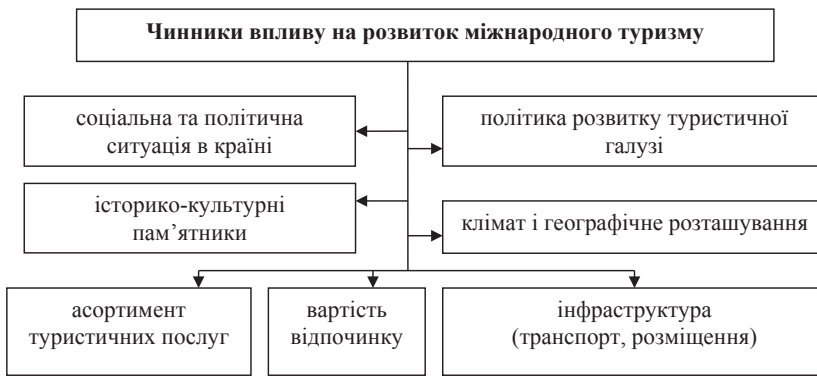 Чинники впливу на розвиток міжнародного туризму
соціальна та політична
ситуація в країні
політика розвитку туристичної
галузі
історико-культурні
пам’ятники
клімат і географічне розташування
асортимент
туристичних послуг
вартість
відпочинку
інфраструктура
(транспорт, розміщення)